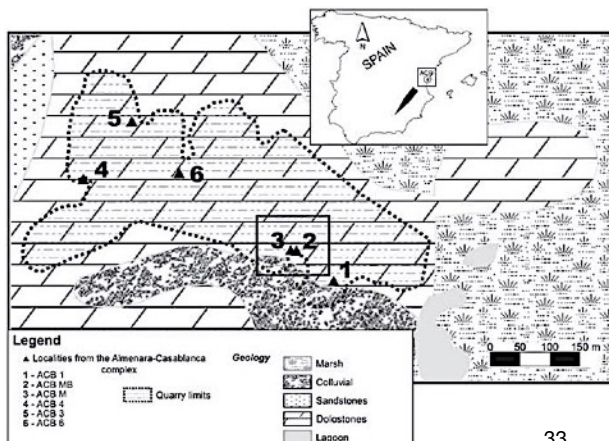 N
SPAIN
ACB
5
4
6
3
2
1
0 50 100 150 m
Legend
▲ Localities from the Almenara-Casablanca
complex
1 - ACB 1
2 - ACB MB
3 - ACB M
4 - ACB 4
5 - ACB 3
6 - ACB 6
Quarry limits
Geology
Marsh
Colluvial
Sandstones
Dolostones
Lagoon
33